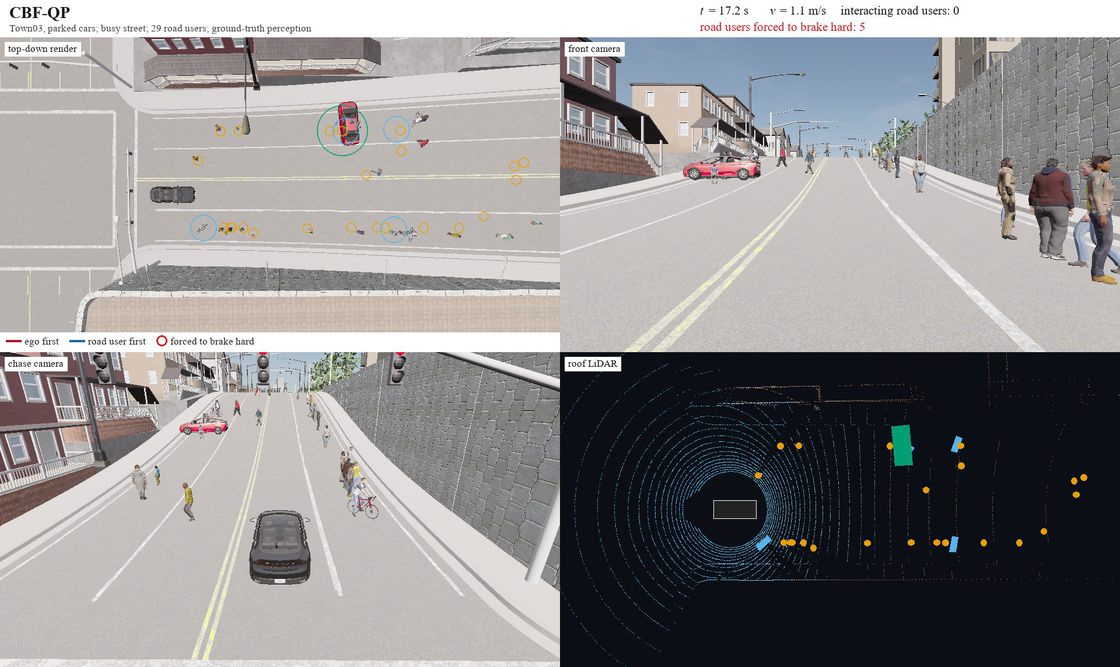 CBF-QP
Town03, parked cars; busy street; 29 road users; ground-truth perception
t = 17.2 s v = 1.1 m/s interacting road users: 0
road users forced to brake hard: 5
top-down render
front camera
ego first road user first forced to brake hard
chase camera
roof LiDAR